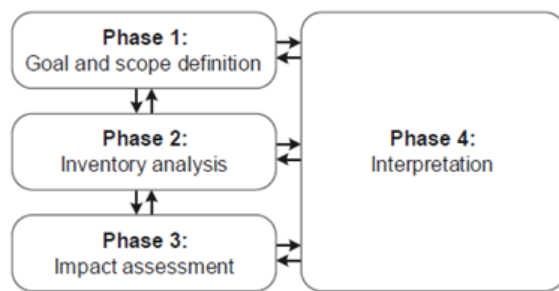 Phase 1:
Goal and scope definition
Phase 2:
Inventory analysis
Phase 3:
Impact assessment
Phase 4:
Interpretation